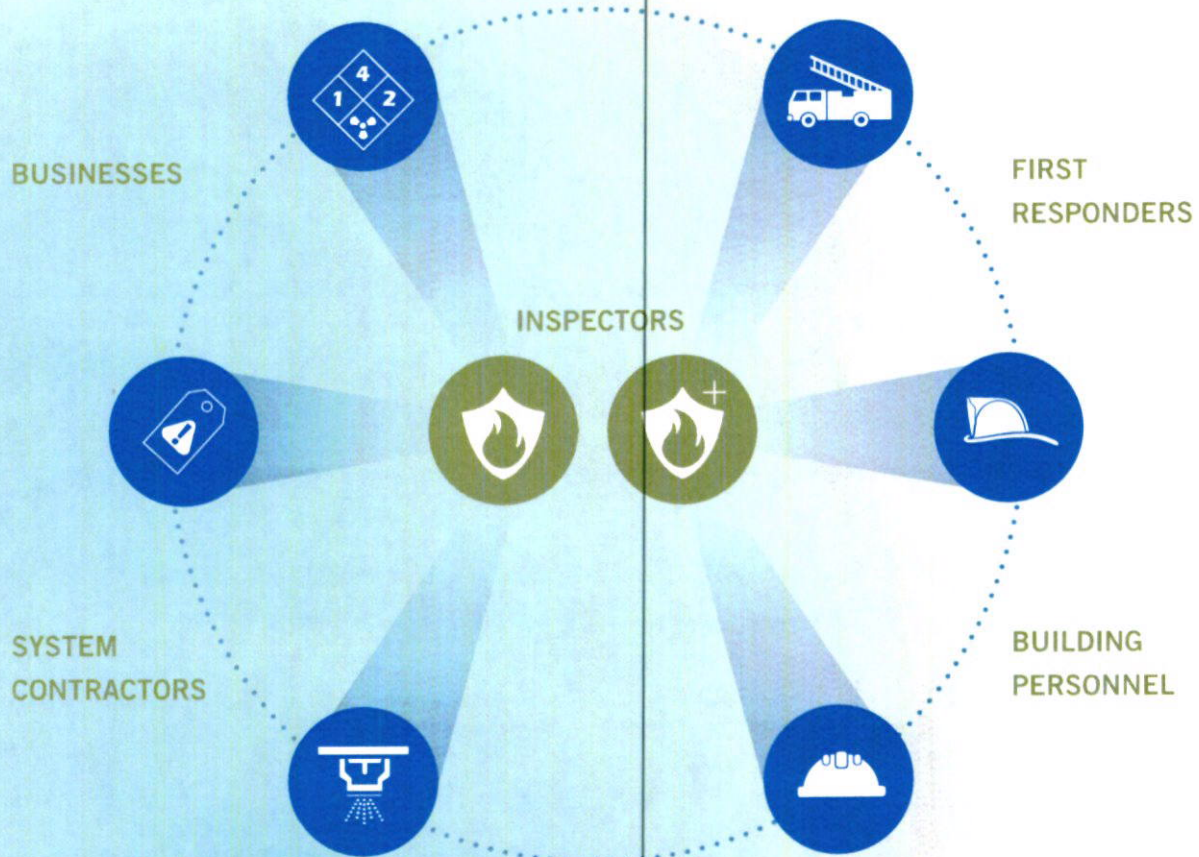 4
1 2
BUSINESSES
FIRST
RESPONDERS
INSPECTORS
SYSTEM
CONTRACTORS
BUILDING
PERSONNEL